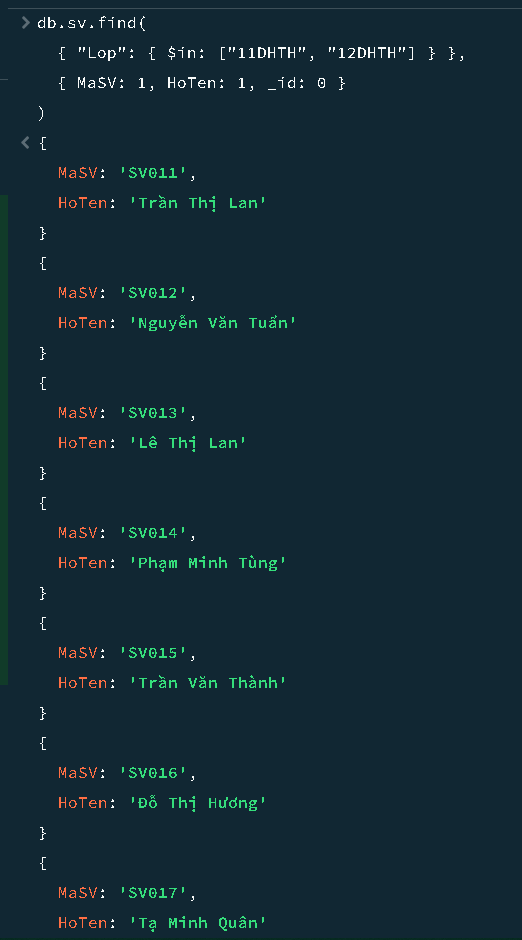 > db.sv.find(
{ "Lop": { $in: ["11DHTH", "12DHTH"] } },
{ MaSV: 1, HoTen: 1, _id: 0 }
)
< {
MaSV: 'SV011',
HoTen: 'Trần Thị Lan'
}
{
MaSV: 'SV012',
HoTen: 'Nguyễn Văn Tuấn'
}
{
MaSV: 'SV013',
HoTen: 'Lê Thị Lan'
}
{
MaSV: 'SV014',
HoTen: 'Phạm Minh Tùng'
}
{
MaSV: 'SV015',
HoTen: 'Trần Văn Thành'
}
{
MaSV: 'SV016',
HoTen: 'Đỗ Thị Hương'
}
{
MaSV: 'SV017',
HoTen: 'Tạ Minh Quân'